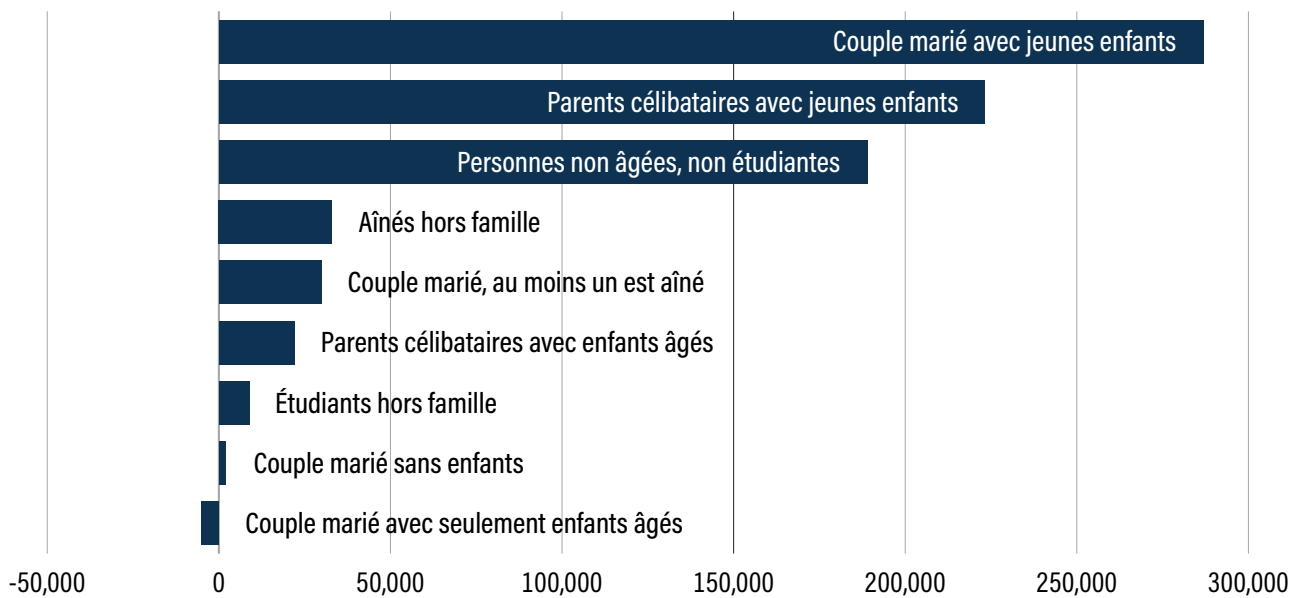 Couple marié avec jeunes enfants
Parents célibataires avec jeunes enfants
Personnes non âgées, non étudiantes
Aînés hors famille
Couple marié, au moins un est aîné
Parents célibataires avec enfants âgés
Étudiants hors famille
Couple marié sans enfants
Couple marié avec seulement enfants âgés
-50,000 0 50,000 100,000 150,000 200,000 250,000 300,000